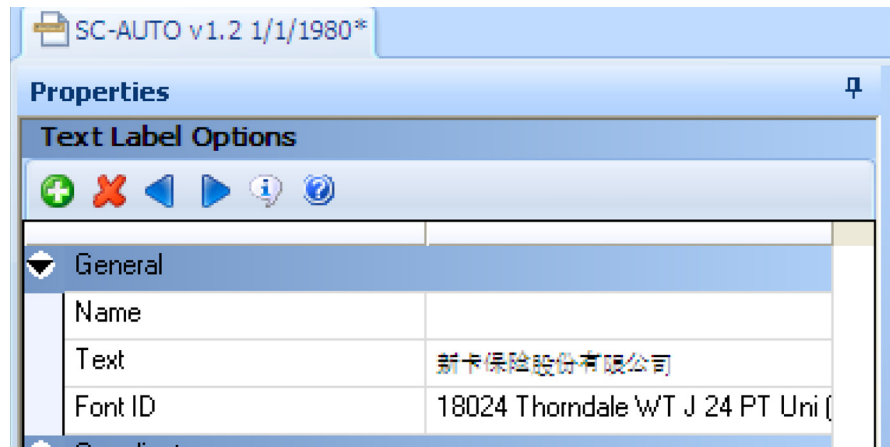 SC-AUTO v1.2 1/1/1980*
Properties
Text Label Options
General
Name
Text 新卡保险股份有限公司
Font ID 18024 Thorndale WT J 24 PT Uni (